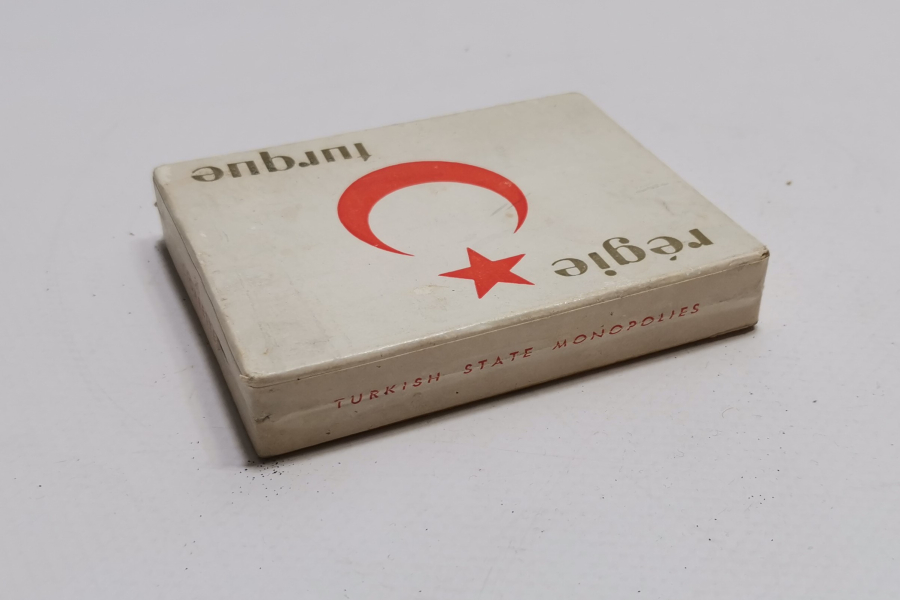 régie
turque
TURKISH STATE MONOPOLIES